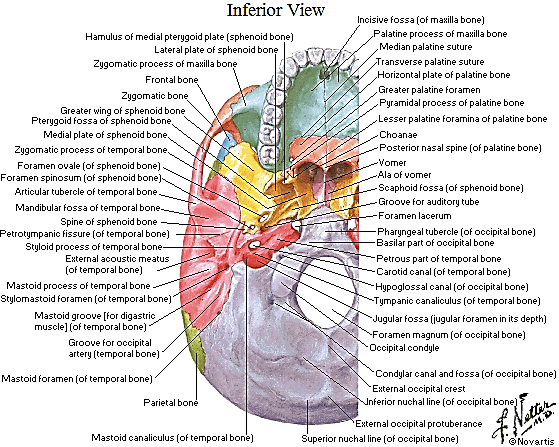 Inferior View
Hamulus of medial pterygoid plate (sphenoid bone)
Lateral plate of sphenoid bone
Zygomatic process of maxilla bone
Frontal bone
Zygomatic bone
Greater wing of sphenoid bone
Pterygoid fossa of sphenoid bone
Medial plate of sphenoid bone
Zygomatic process of temporal bone
Foramen ovale (of sphenoid bone)
Foramen spinosum (of sphenoid bone)
Articular tubercle of temporal bone
Mandibular fossa of temporal bone
Spine of sphenoid bone
Petrotympanic fissure (of temporal bone)
Styloid process of temporal bone
External acoustic meatus
(of temporal bone)
Mastoid process of temporal bone
Stylomastoid foramen (of temporal bone)
Mastoid groove [for digastric
muscle] (of temporal bone)
Groove for occipital
artery (temporal bone)
Mastoid foramen (of temporal bone)
Parietal bone
Mastoid canaliculus (of temporal bone)
Incisive fossa (of maxilla bone)
Palatine process of maxilla bone
Median palatine suture
Transverse palatine suture
Horizontal plate of palatine bone
Greater palatine foramen
Pyramidal process of palatine bone
Lesser palatine foramina of palatine bone
Choanae
Posterior nasal spine (of palatine bone)
Vomer
Ala of vomer
Scaphoid fossa (of sphenoid bone)
Groove for auditory tube
Foramen lacerum
Pharyngeal tubercle (of occipital bone)
Basilar part of occipital bone
Petrous part of temporal bone
Carotid canal (of temporal bone)
Hypoglossal canal (of occipital bone)
Tympanic canaliculus (of temporal bone)
Jugular fossa (jugular foramen in its depth)
Foramen magnum (of occipital bone)
Occipital condyle
Condylar canal and fossa (of occipital bone)
External occipital crest
Inferior nuchal line (of occipital bone)
External occipital protuberance
Superior nuchal line (of occipital bone)
F. Netter
M.D.
©Novartis